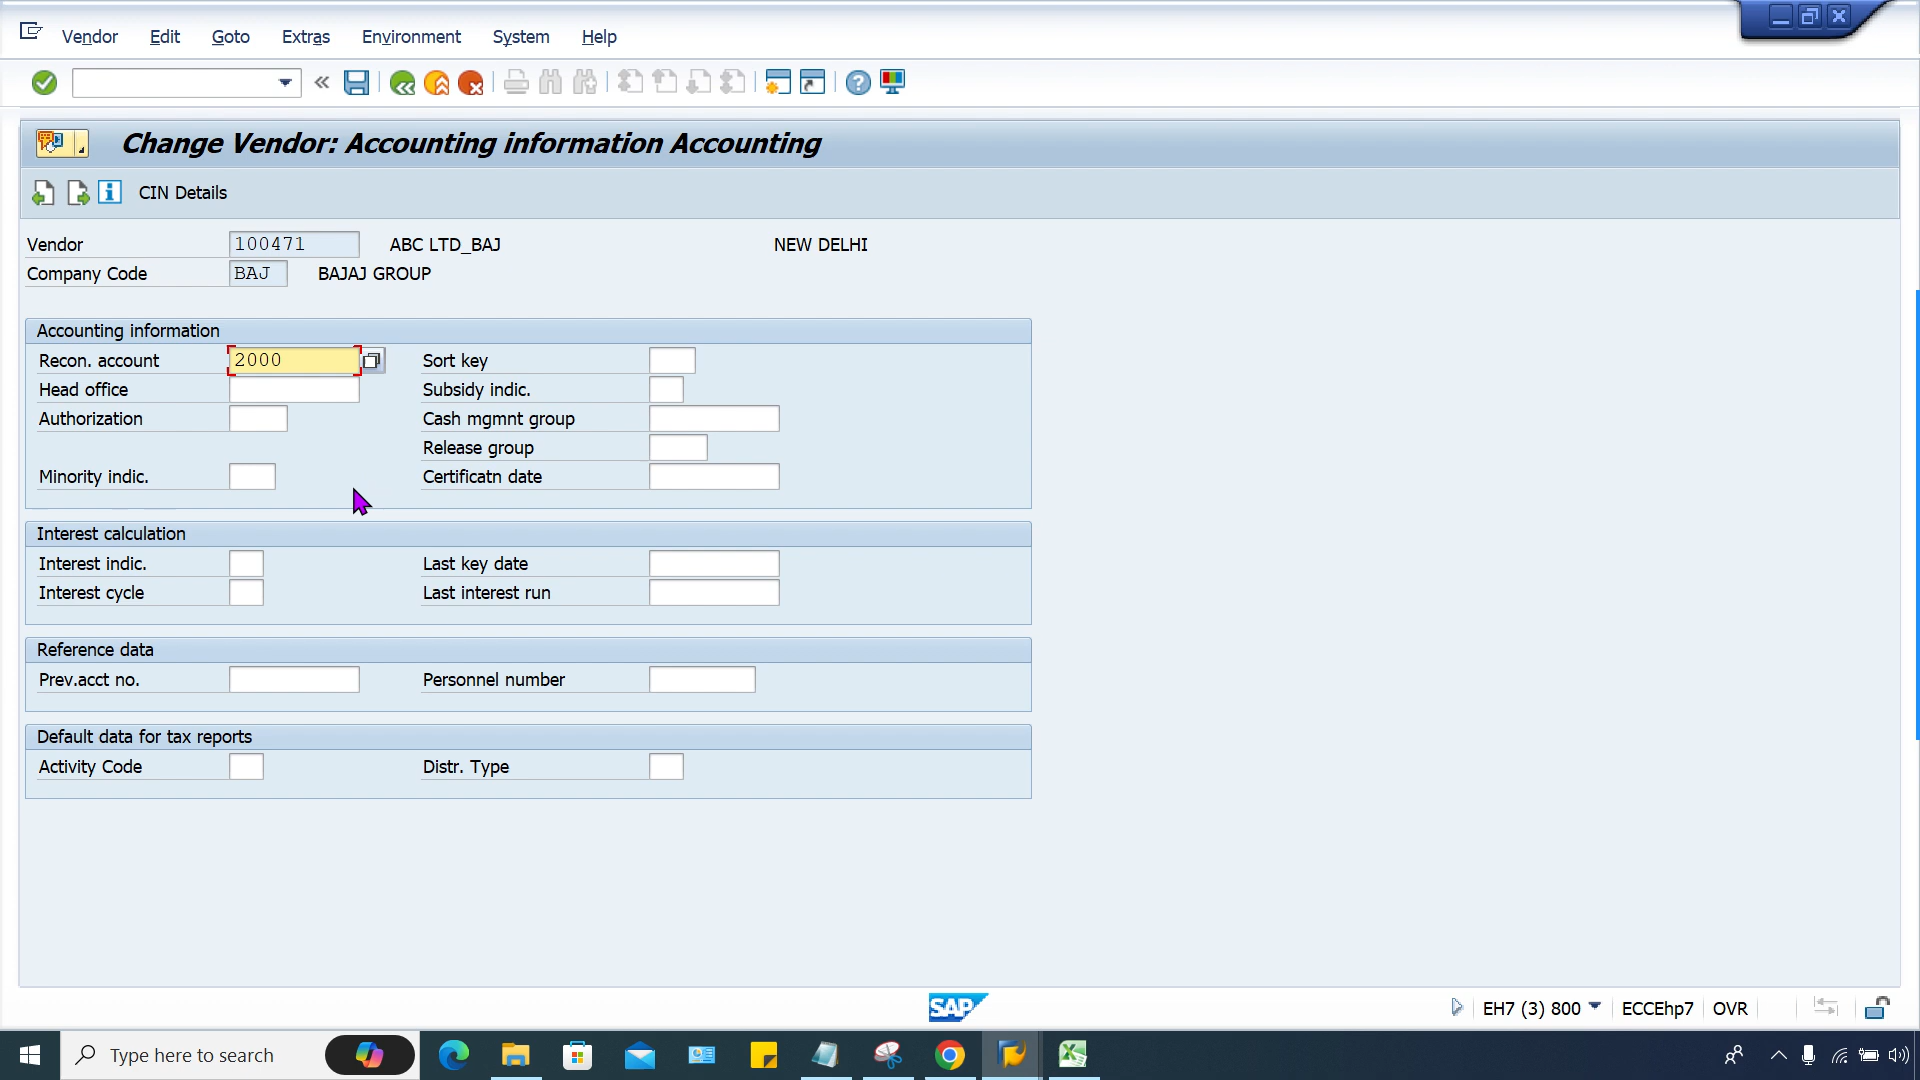 Vendor Edit Goto Extras Environment System Help
Change Vendor: Accounting information Accounting
CIN Details
Vendor 100471 ABC LTD_BAJ NEW DELHI
Company Code BAJ BAJAJ GROUP
Accounting information
Recon. account 2000 Sort key
Head office Subsidy indic.
Authorization Cash mgmnt group
Release group
Minority indic. Certificatn date
Interest calculation
Interest indic. Last key date
Interest cycle Last interest run
Reference data
Prev.acct no. Personnel number
Default data for tax reports
Activity Code Distr. Type
SAP EH7 (3) 800 ECCEhp7 OVR
Type here to search